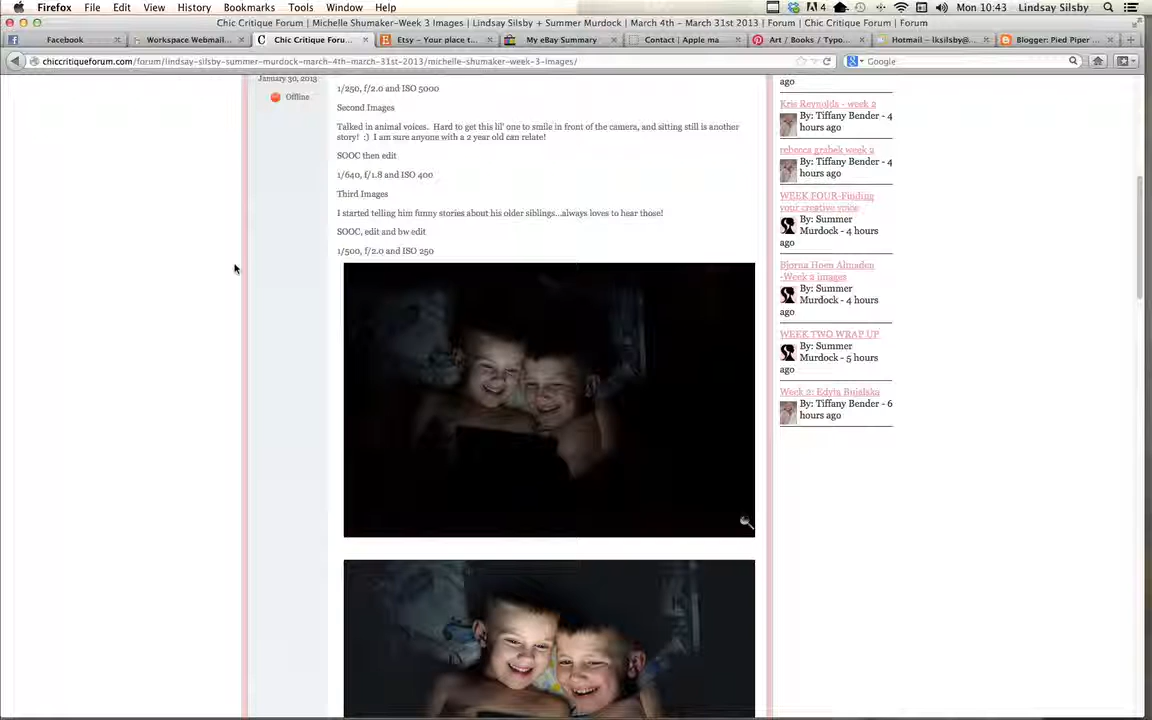 Firefox File Edit View History Bookmarks Tools Window Help 4 Mon 10:43 Lindsay Silsby
Chic Critique Forum | Michelle Shumaker-Week 3 Images | Lindsay Silsby + Summer Murdock | March 4th - March 31st 2013 | Forum | Chic Critique Forum | Forum
Facebook Workspace Webmail... Chic Critique Forum... Etsy – Your place t... My eBay Summary Contact | Apple ma... Art / Books / Typo... Hotmail – lksilsby@... Blogger: Pied Piper ...
chiccritiqueforum.com/forum/lindsay-silsby-summer-murdock-march-4th-march-31st-2013/michelle-shumaker-week-3-images/ Google
January 30, 2013
Offline
1/250, f/2.0 and ISO 5000
Second Images
Talked in animal voices. Hard to get this lil' one to smile in front of the camera, and sitting still is another
story! :) I am sure anyone with a 2 year old can relate!
SOOC then edit
1/640, f/1.8 and ISO 400
Third Images
I started telling him funny stories about his older siblings...always loves to hear those!
SOOC, edit and bw edit
1/500, f/2.0 and ISO 250
ago
Kris Reynolds - week 2
By: Tiffany Bender - 4
hours ago
rebecca grabek week 2
By: Tiffany Bender - 4
hours ago
WEEK FOUR-Finding
your creative voice
By: Summer
Murdock - 4 hours
ago
Bjorna Hoen Almaden
-Week 2 images
By: Summer
Murdock - 4 hours
ago
WEEK TWO WRAP UP
By: Summer
Murdock - 5 hours
ago
Week 2: Edyta Bujalska
By: Tiffany Bender - 6
hours ago